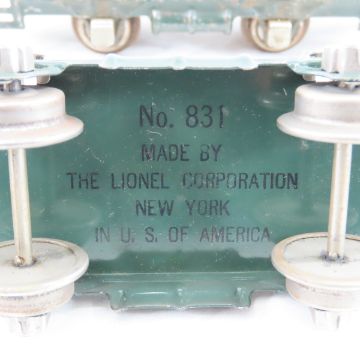 No. 831
MADE BY
THE LIONEL CORPORATION
NEW YORK
IN U. S. OF AMERICA